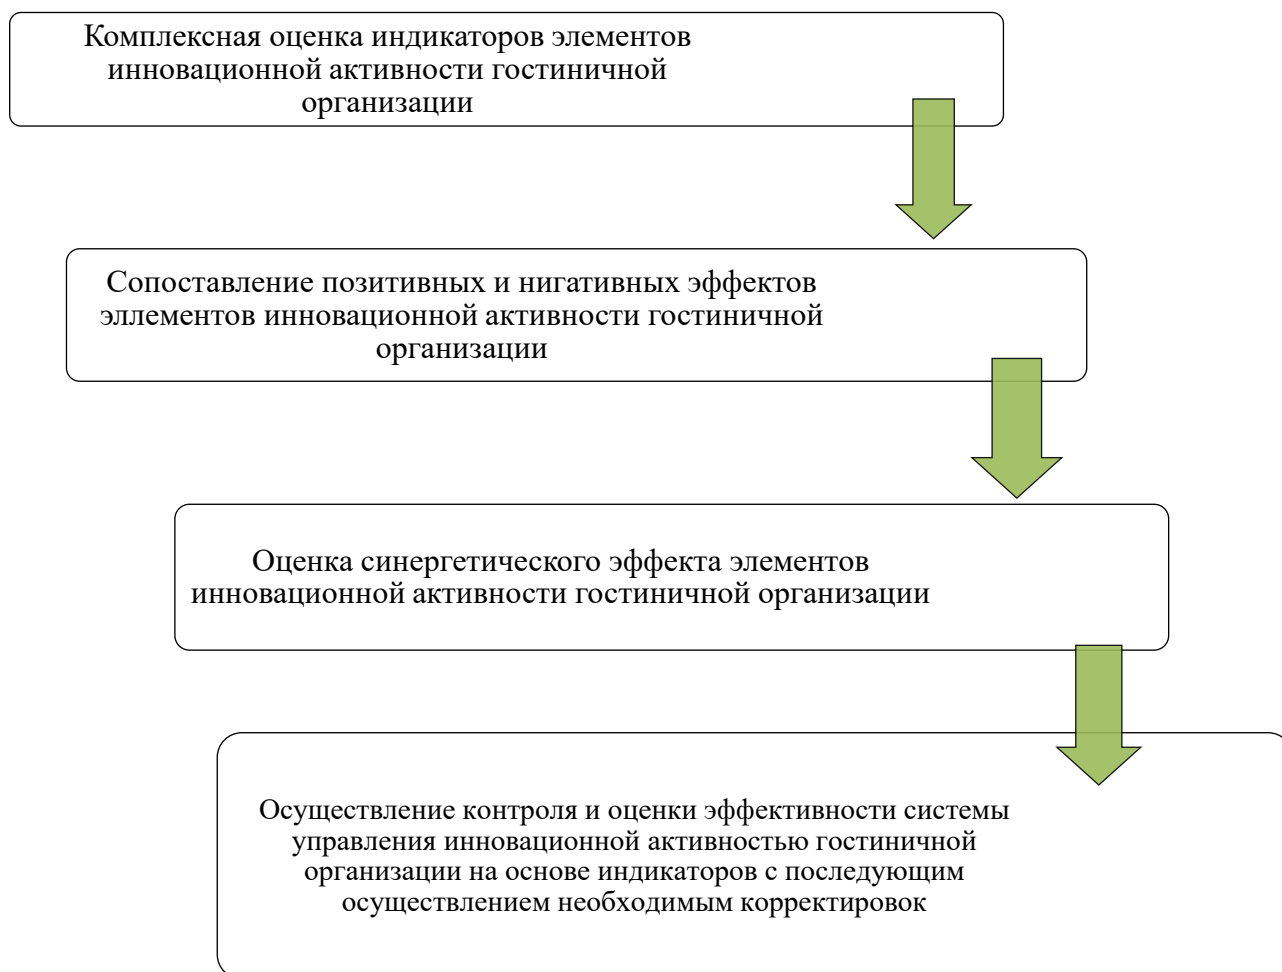 Комплексная оценка индикаторов элементов
инновационной активности гостиничной
организации
Сопоставление позитивных и нигативных эффектов
эллементов инновационной активности гостиничной
организации
Оценка синергетического эффекта элементов
инновационной активности гостиничной организации
Осуществление контроля и оценки эффективности системы
управления инновационной активностью гостиничной
организации на основе индикаторов с последующим
осуществлением необходимым корректировок